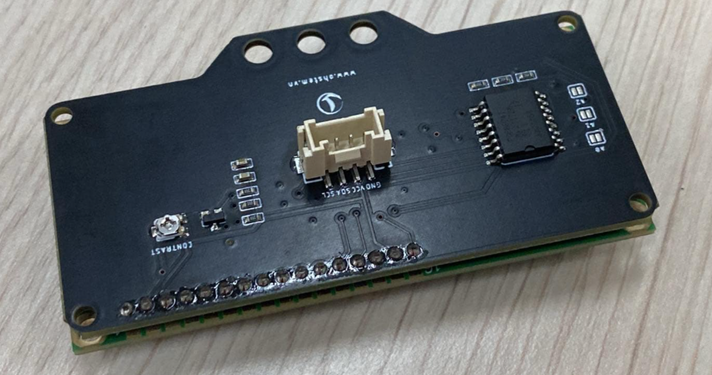 www.ohstem.vn
A2
A1
A0
GND VCC SDA SCL
CONTRAST